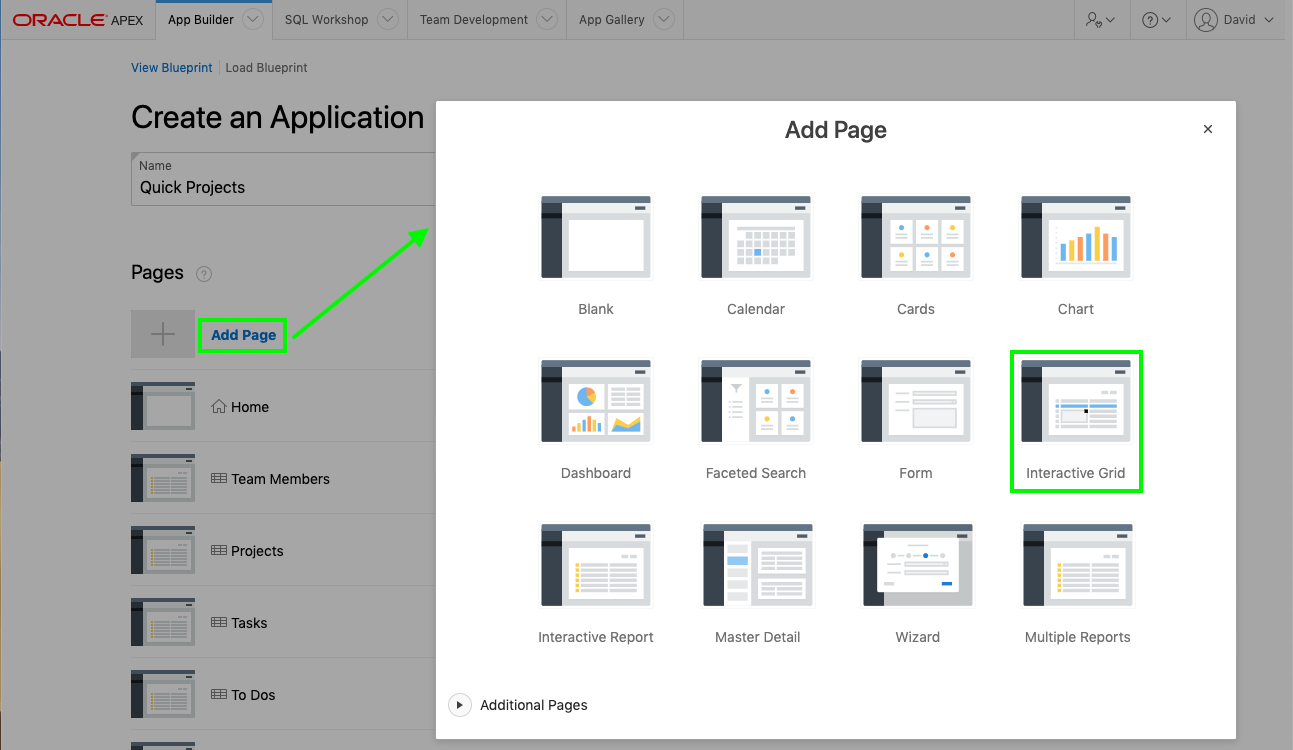 ORACLE APEX App Builder SQL Workshop Team Development App Gallery David
View Blueprint Load Blueprint
Create an Application
Add Page
Name
Quick Projects
Pages
Blank Calendar Cards Chart
Add Page
Home
Dashboard Faceted Search Form Interactive Grid
Team Members
Projects
Tasks
Interactive Report Master Detail Wizard Multiple Reports
To Dos
Additional Pages